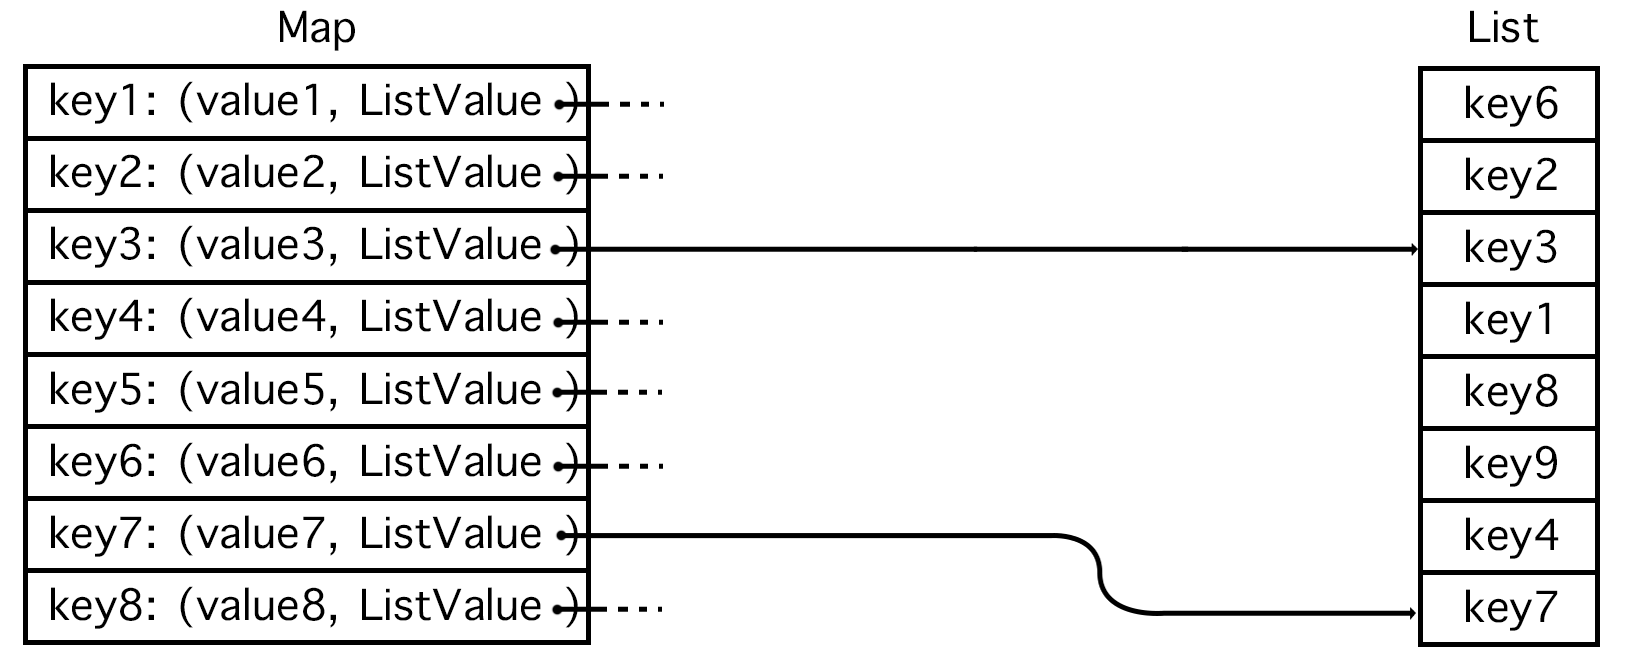 Map
key1: (value1, ListValue )
key2: (value2, ListValue )
key3: (value3, ListValue )
key4: (value4, ListValue )
key5: (value5, ListValue )
key6: (value6, ListValue )
key7: (value7, ListValue )
key8: (value8, ListValue )
List
key6
key2
key3
key1
key8
key9
key4
key7